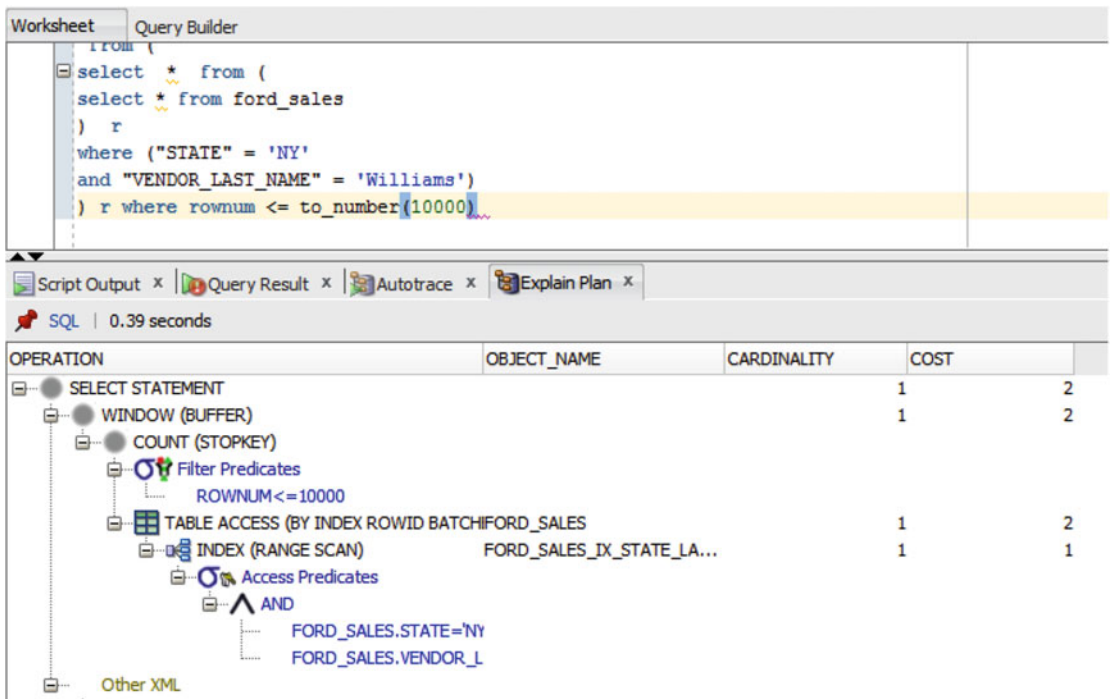 Worksheet Query Builder
from (
select * from (
select * from ford_sales
) r
where ("STATE" = 'NY'
and "VENDOR_LAST_NAME" = 'Williams')
) r where rownum <= to_number(10000)
Script Output x Query Result x Autotrace x Explain Plan x
SQL | 0.39 seconds
OPERATION OBJECT_NAME CARDINALITY COST
SELECT STATEMENT 1 2
WINDOW (BUFFER) 1 2
COUNT (STOPKEY)
Filter Predicates
ROWNUM<=10000
TABLE ACCESS (BY INDEX ROWID BATCH FORD_SALES 1 2
INDEX (RANGE SCAN) FORD_SALES_IX_STATE_LA... 1 1
Access Predicates
AND
FORD_SALES.STATE='NY
FORD_SALES.VENDOR_L
Other XML